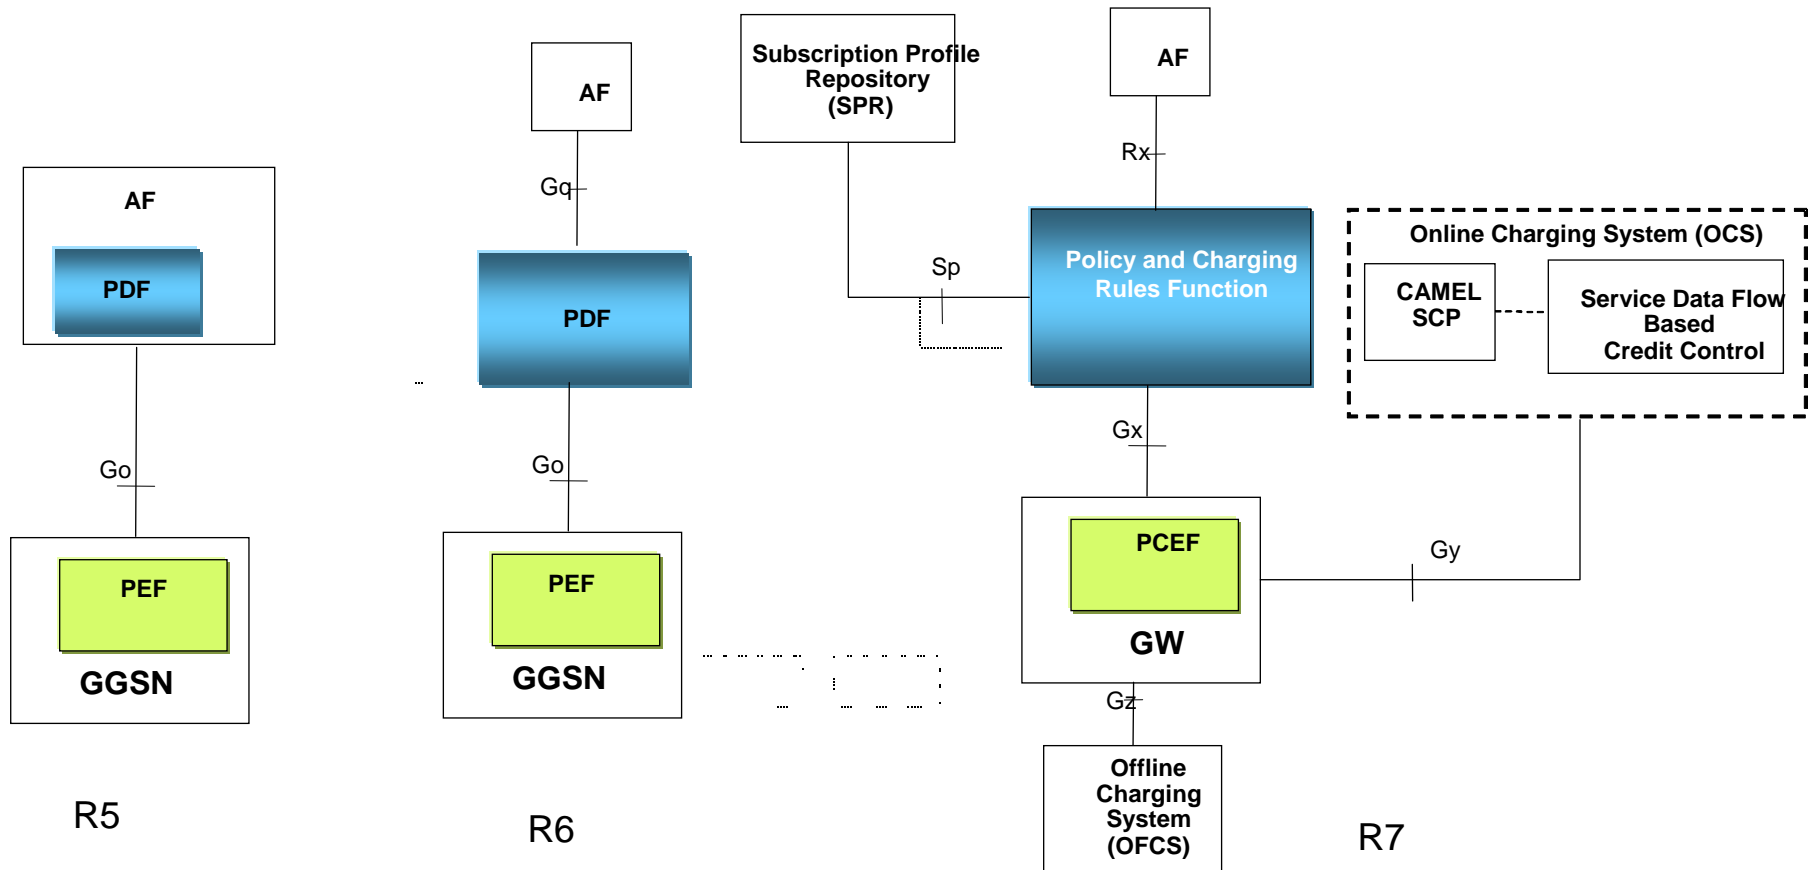 AF
PDF
Go
PEF
GGSN
R5
AF
Gq
PDF
Go
PEF
GGSN
R6
Subscription Profile
Repository
(SPR)
AF
Rx
Sp
Policy and Charging
Rules Function
Online Charging System (OCS)
CAMEL
SCP
Service Data Flow
Based
Credit Control
Gx
PCEF
GW
Gy
Gz
Offline
Charging
System
(OFCS)
R7